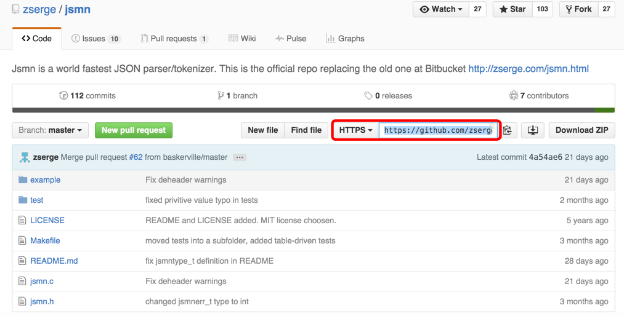 zserge / jsmn Watch 27 Star 103 Fork 27
Code Issues 10 Pull requests 1 Wiki Pulse Graphs
Jsmn is a world fastest JSON parser/tokenizer. This is the official repo replacing the old one at Bitbucket http://zserge.com/jsmn.html
112 commits 1 branch 0 releases 7 contributors
Branch: master New pull request New file Find file HTTPS https://github.com/zserg Download ZIP
zserge Merge pull request #62 from baskerville/master ... Latest commit 4a54ae6 21 days ago
example Fix deheader warnings 21 days ago
test fixed privitive value typo in tests 2 months ago
LICENSE README and LICENSE added. MIT license choosen. 5 years ago
Makefile moved tests into a subfolder, added table-driven tests 3 months ago
README.md fix jsmntype_t definition in README 28 days ago
jsmn.c Fix deheader warnings 21 days ago
jsmn.h changed jsmnerr_t type to int 3 months ago